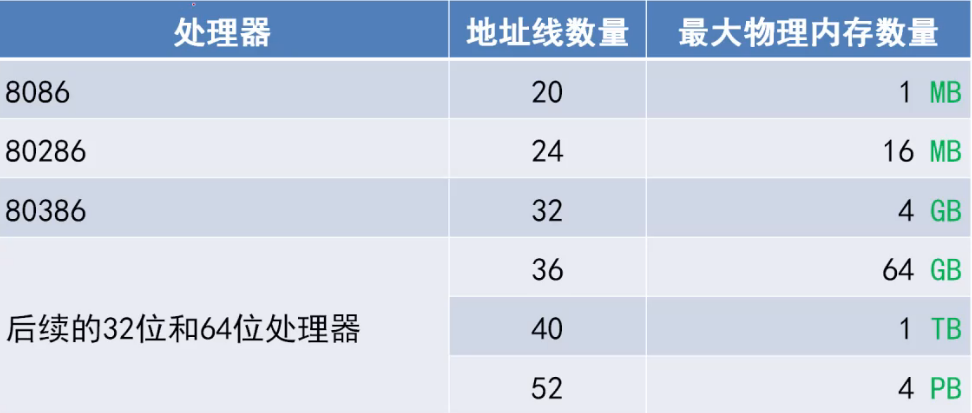 处理器 地址线数量 最大物理内存数量
8086 20 1 MB
80286 24 16 MB
80386 32 4 GB
36 64 GB
后续的32位和64位处理器 40 1 TB
52 4 PB